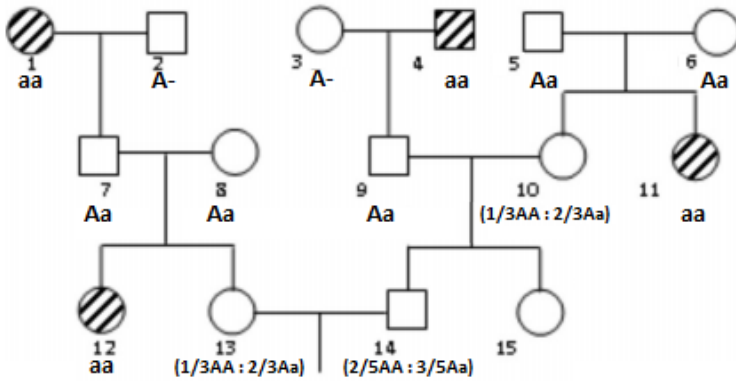 1 2 3 4 5 6
aa A- A- aa Aa Aa
7 8 9 10 11
Aa Aa Aa (1/3AA : 2/3Aa) aa
12 13 14 15
aa (1/3AA : 2/3Aa) (2/5AA : 3/5Aa)